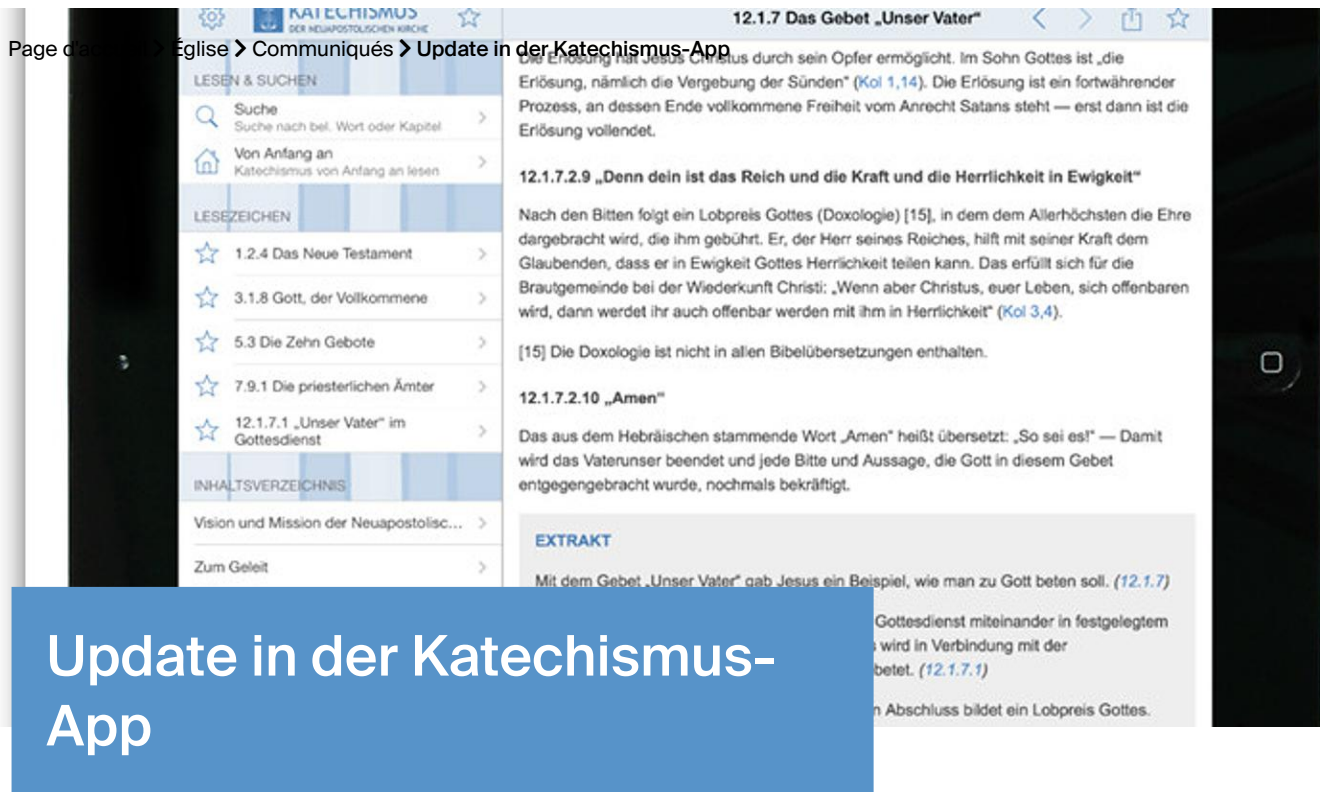 KATECHISMUS
DER NEUAPOSTOLISCHEN KIRCHE
12.1.7 Das Gebet „Unser Vater“
Page d'ac > Église > Communiqués > Update in der Katechismus-App
LESEN & SUCHEN
Suche
Suche nach bel. Wort oder Kapitel
Von Anfang an
Katechismus von Anfang an lesen
LESEZEICHEN
1.2.4 Das Neue Testament
3.1.8 Gott, der Vollkommene
5.3 Die Zehn Gebote
7.9.1 Die priesterlichen Ämter
12.1.7.1 „Unser Vater“ im
Gottesdienst
INHALTSVERZEICHNIS
Vision und Mission der Neuapostolisc...
Zum Geleit
Die Erlösung hat Jesus Christus durch sein Opfer ermöglicht. Im Sohn Gottes ist „die
Erlösung, nämlich die Vergebung der Sünden“ (Kol 1,14). Die Erlösung ist ein fortwährender
Prozess, an dessen Ende vollkommene Freiheit vom Anrecht Satans steht — erst dann ist die
Erlösung vollendet.
12.1.7.2.9 „Denn dein ist das Reich und die Kraft und die Herrlichkeit in Ewigkeit“
Nach den Bitten folgt ein Lobpreis Gottes (Doxologie) [15], in dem dem Allerhöchsten die Ehre
dargebracht wird, die ihm gebührt. Er, der Herr seines Reiches, hilft mit seiner Kraft dem
Glaubenden, dass er in Ewigkeit Gottes Herrlichkeit teilen kann. Das erfüllt sich für die
Brautgemeinde bei der Wiederkunft Christi: „Wenn aber Christus, euer Leben, sich offenbaren
wird, dann werdet ihr auch offenbar werden mit ihm in Herrlichkeit“ (Kol 3,4).
[15] Die Doxologie ist nicht in allen Bibelübersetzungen enthalten.
12.1.7.2.10 „Amen“
Das aus dem Hebräischen stammende Wort „Amen“ heißt übersetzt: „So sei es!“ — Damit
wird das Vaterunser beendet und jede Bitte und Aussage, die Gott in diesem Gebet
entgegengebracht wurde, nochmals bekräftigt.
EXTRAKT
Mit dem Gebet „Unser Vater“ gab Jesus ein Beispiel, wie man zu Gott beten soll. (12.1.7)
Gottesdienst miteinander in festgelegtem
wird in Verbindung mit der
betet. (12.1.7.1)
Abschluss bildet ein Lobpreis Gottes.
Update in der Katechismus-
App